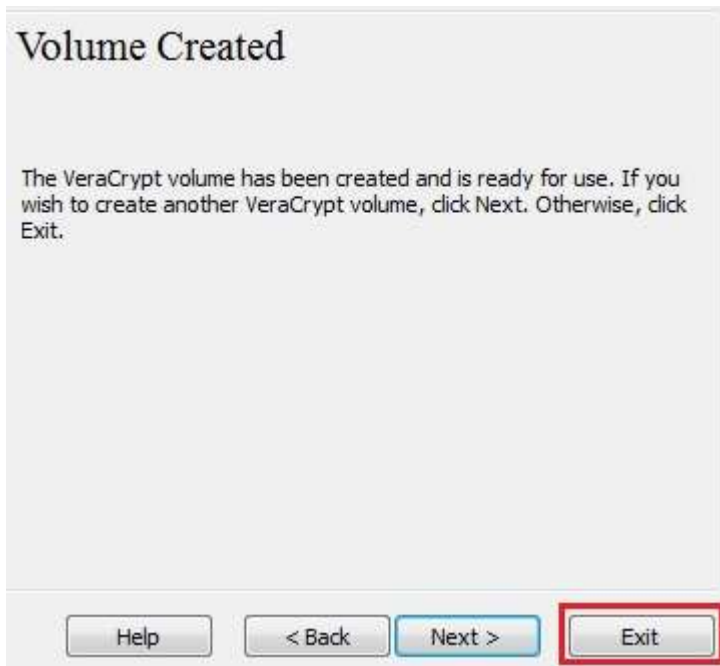 Volume Created
The VeraCrypt volume has been created and is ready for use. If you
wish to create another VeraCrypt volume, click Next. Otherwise, click
Exit.
Help
< Back
Next >
Exit